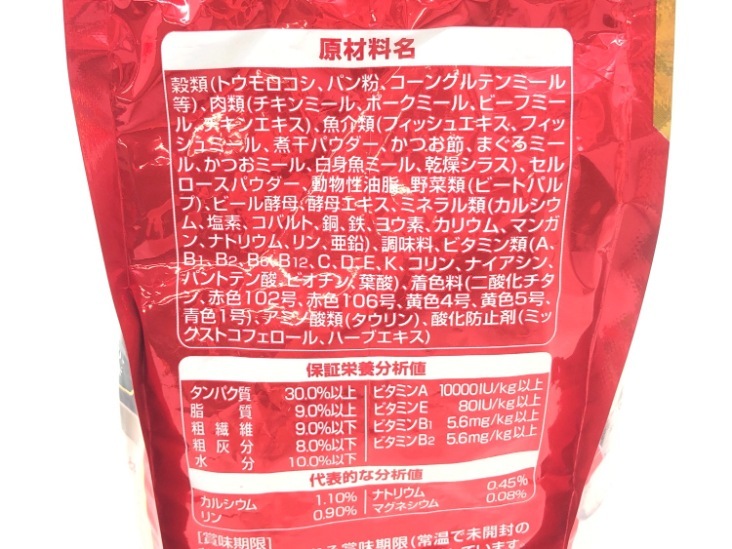 原材料名
穀類(トウモロコシ、パン粉、コーングルテンミール
等)、肉類(チキンミール、ポークミール、ビーフミー
ル、チキンエキス)、魚介類(フィッシュエキス、フィッ
シュミール、煮干パウダー、かつお節、まぐろミー
ル、かつおミール、白身魚ミール、乾燥シラス)、セル
ロースパウダー、動物性油脂、野菜類(ビートパル
プ)、ビール酵母、酵母エキス、ミネラル類(カルシウ
ム、塩素、コバルト、銅、鉄、ヨウ素、カリウム、マンガ
ン、ナトリウム、リン、亜鉛)、調味料、ビタミン類(A、
B1、B2、B6、B12、C、D、E、K、コリン、ナイアシン、
パントテン酸、ビオチン、葉酸)、着色料(二酸化チタ
ン、赤色102号、赤色106号、黄色4号、黄色5号、
青色1号)、アミノ酸類(タウリン)、酸化防止剤(ミッ
クストコフェロール、ハーブエキス)
保証栄養分析値
タンパク質 30.0%以上 ビタミンA 10000IU/kg以上
脂質 9.0%以上 ビタミンE 80IU/kg以上
粗繊維 9.0%以下 ビタミンB1 5.6mg/kg以上
粗灰分 8.0%以下 ビタミンB2 5.6mg/kg以上
水分 10.0%以下
代表的な分析値
カルシウム 1.10% ナトリウム 0.45%
リン 0.90% マグネシウム 0.08%
[賞味期限]
賞味期限(常温で未開封の